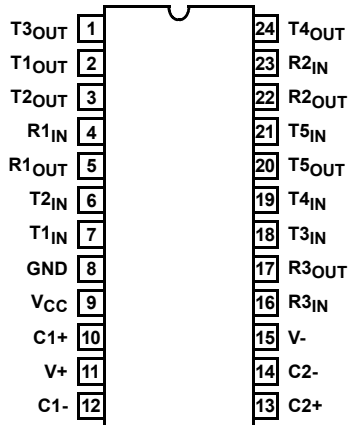 T3OUT 1 24 T4OUT
T1OUT 2 23 R2IN
T2OUT 3 22 R2OUT
R1IN 4 21 T5IN
R1OUT 5 20 T5OUT
T2IN 6 19 T4IN
T1IN 7 18 T3IN
GND 8 17 R3OUT
VCC 9 16 R3IN
C1+ 10 15 V-
V+ 11 14 C2-
C1- 12 13 C2+